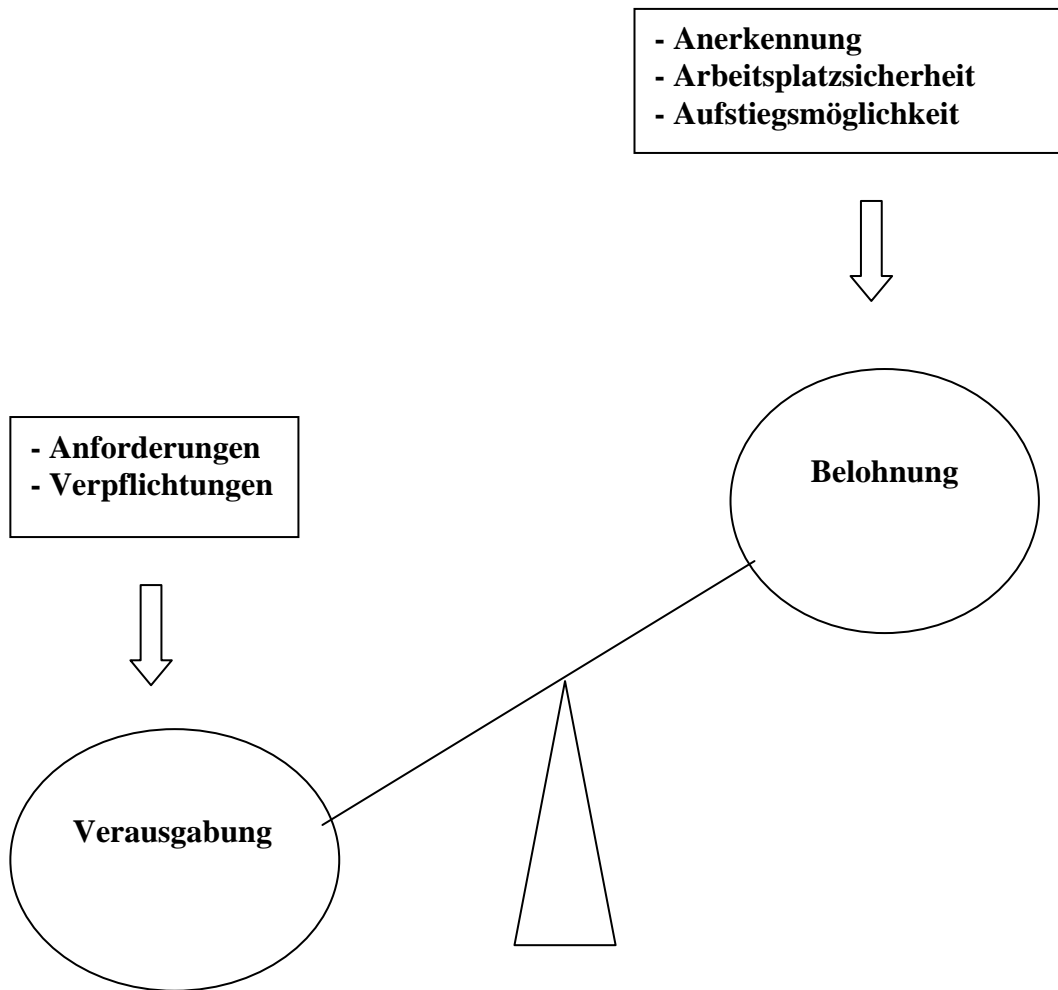 - Anerkennung
- Arbeitsplatzsicherheit
- Aufstiegsmöglichkeit
- Anforderungen
- Verpflichtungen
Belohnung
Verausgabung